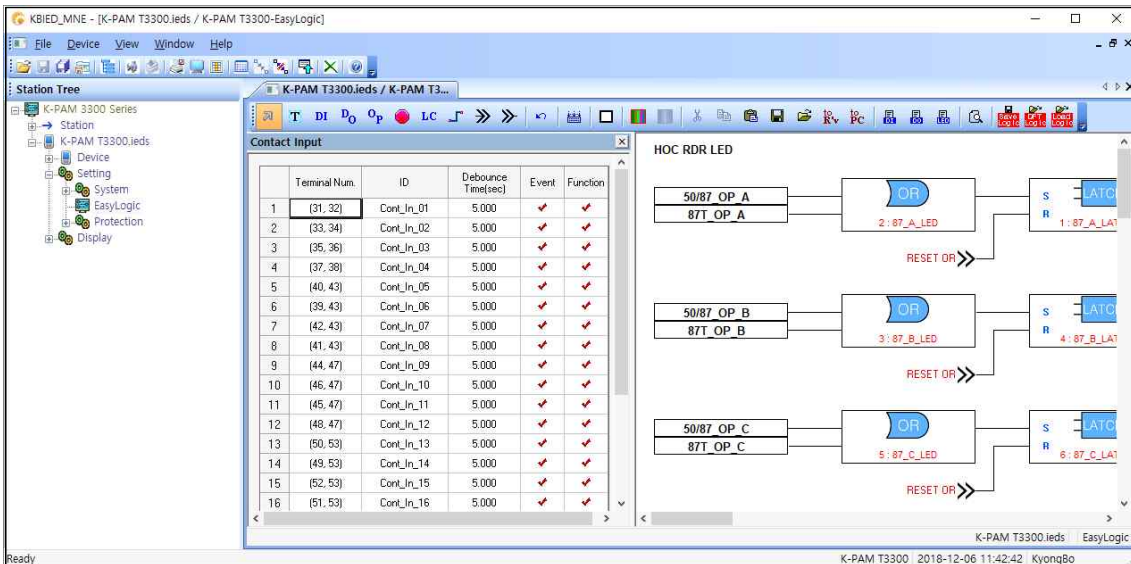 KBIED_MNE - [K-PAM T3300.ieds / K-PAM T3300-EasyLogic]
File Device View Window Help
Station Tree
K-PAM 3300 Series
Station
K-PAM T3300.ieds
Device
Setting
System
EasyLogic
Protection
Display
K-PAM T3300.ieds / K-PAM T3...
T DI DO OP LC Rv PC Save Logic Load Logic
Contact Input
Terminal Num. ID Debounce Time(sec) Event Function
1 (31, 32) Cont_In_01 5.000
2 (33, 34) Cont_In_02 5.000
3 (35, 36) Cont_In_03 5.000
4 (37, 38) Cont_In_04 5.000
5 (40, 43) Cont_In_05 5.000
6 (39, 43) Cont_In_06 5.000
7 (42, 43) Cont_In_07 5.000
8 (41, 43) Cont_In_08 5.000
9 (44, 47) Cont_In_09 5.000
10 (46, 47) Cont_In_10 5.000
11 (45, 47) Cont_In_11 5.000
12 (48, 47) Cont_In_12 5.000
13 (50, 53) Cont_In_13 5.000
14 (49, 53) Cont_In_14 5.000
15 (52, 53) Cont_In_15 5.000
16 (51, 53) Cont_In_16 5.000
HOC RDR LED
50/87_OP_A
87T_OP_A
OR
2 : 87_A_LED
S LATC
R 1 : 87_A_LAT
RESET OR
50/87_OP_B
87T_OP_B
OR
3 : 87_B_LED
S LATC
R 4 : 87_B_LAT
RESET OR
50/87_OP_C
87T_OP_C
OR
5 : 87_C_LED
S LATC
R 6 : 87_C_LAT
RESET OR
K-PAM T3300.ieds EasyLogic
Ready K-PAM T3300 2018-12-06 11:42:42 KyongBo